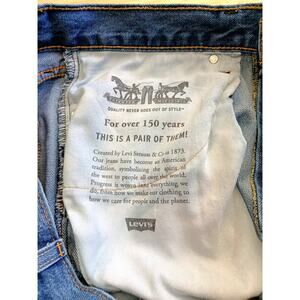 QUALITY NEVER GOES OUT OF STYLE™
For over 150 years
THIS IS A PAIR OF THEM!
Created by Levi Strauss & Co in 1873.
Our jeans have become an American
tradition, symbolizing the spirit of
the west to people all over the world.
Progress is woven into everything we
do, from how we make our clothing to
how we care for people and the planet.
Levi's